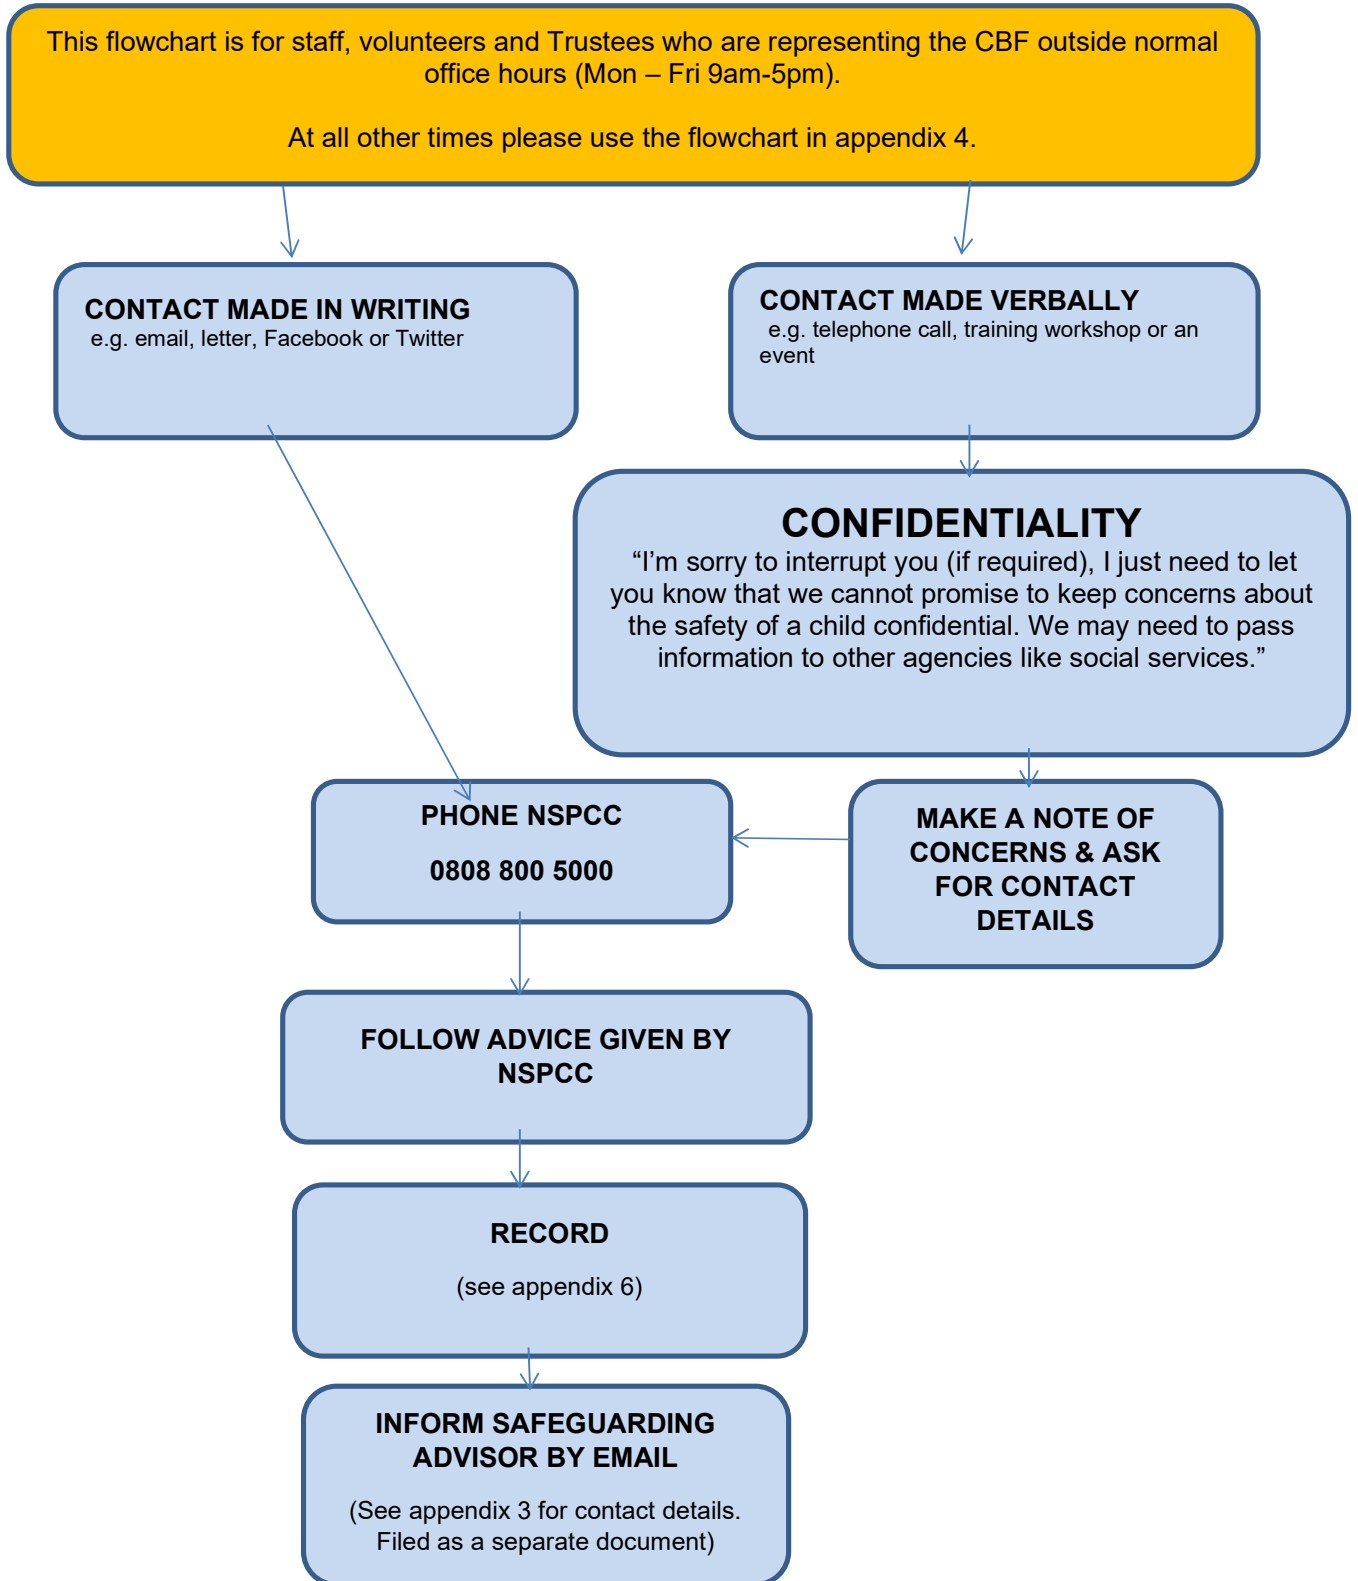 This flowchart is for staff, volunteers and Trustees who are representing the CBF outside normal
office hours (Mon – Fri 9am-5pm).
At all other times please use the flowchart in appendix 4.
CONTACT MADE IN WRITING
e.g. email, letter, Facebook or Twitter
CONTACT MADE VERBALLY
e.g. telephone call, training workshop or an
event
CONFIDENTIALITY
“I’m sorry to interrupt you (if required), I just need to let
you know that we cannot promise to keep concerns about
the safety of a child confidential. We may need to pass
information to other agencies like social services.”
PHONE NSPCC
0808 800 5000
MAKE A NOTE OF
CONCERNS & ASK
FOR CONTACT
DETAILS
FOLLOW ADVICE GIVEN BY
NSPCC
RECORD
(see appendix 6)
INFORM SAFEGUARDING
ADVISOR BY EMAIL
(See appendix 3 for contact details.
Filed as a separate document)